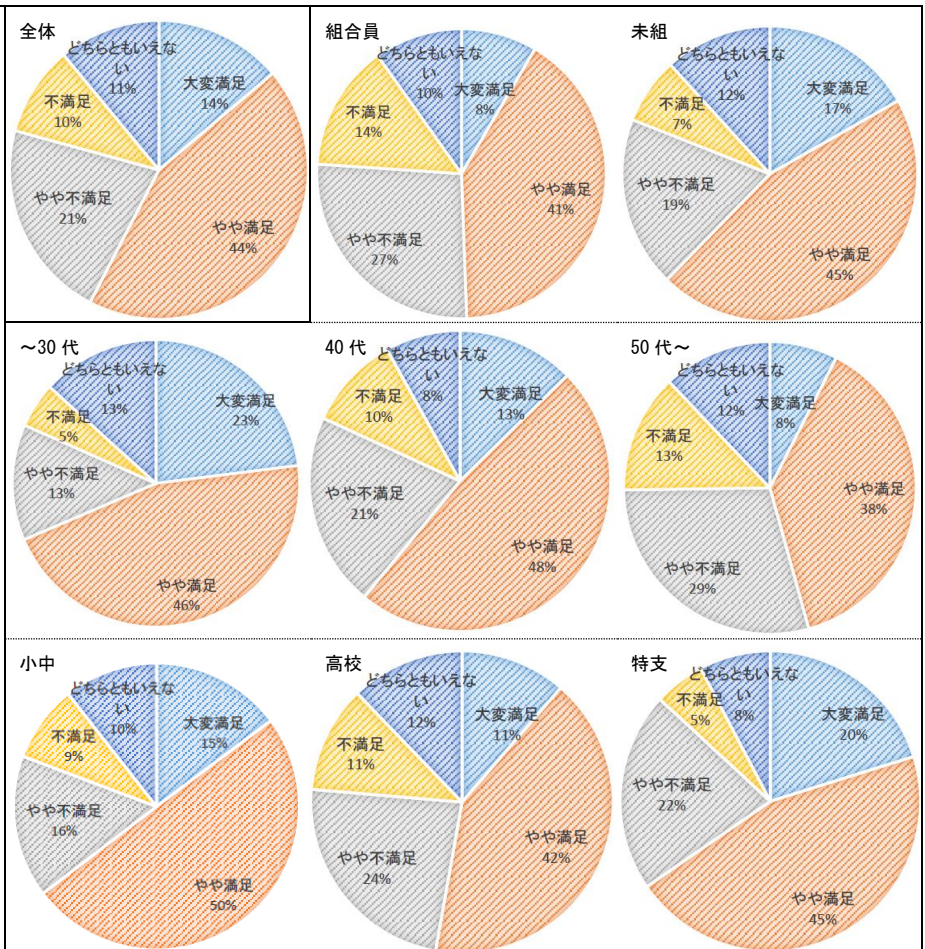 全体
どちらともいえな
い
11%
大変満足
14%
不満足
10%
やや不満足
21%
やや満足
44%
組合員
どちらともいえな
い
10%
大変満足
8%
不満足
14%
やや満足
41%
やや不満足
27%
未組
どちらともいえな
い
12%
大変満足
17%
不満足
7%
やや不満足
19%
やや満足
45%
～30 代
どちらともいえな
い
13%
大変満足
23%
不満足
5%
やや不満足
13%
やや満足
46%
40 代
どちらともいえな
い
8%
大変満足
13%
不満足
10%
やや不満足
21%
やや満足
48%
50 代～
どちらともいえな
い
12%
大変満足
8%
不満足
13%
やや満足
38%
やや不満足
29%
小中
どちらともいえな
い
10%
大変満足
15%
不満足
9%
やや不満足
16%
やや満足
50%
高校
どちらともいえな
い
12%
大変満足
11%
不満足
11%
やや満足
42%
やや不満足
24%
特支
どちらともいえな
い
8%
大変満足
20%
不満足
5%
やや不満足
22%
やや満足
45%